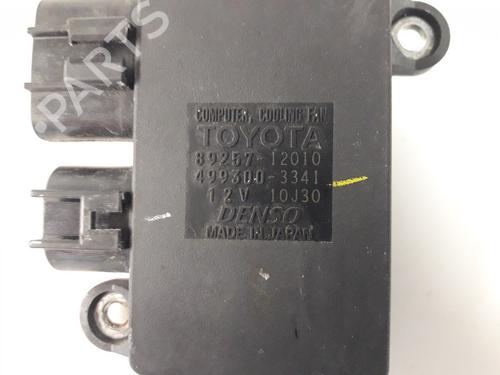 PARTS
COMPUTER, COOLING FAN
TOYOTA
89257-12010
499300-3341
12V 10J30
DENSO
MADE IN JAPAN